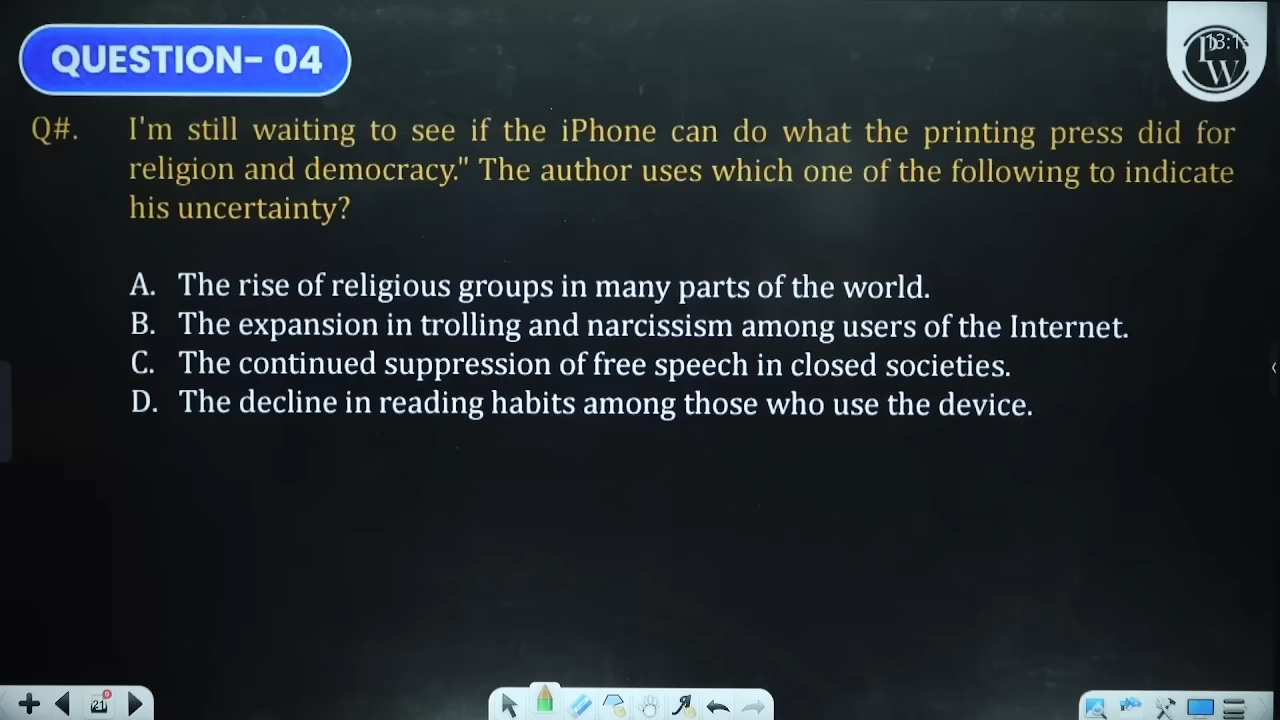 QUESTION- 04
Q#. I'm still waiting to see if the iPhone can do what the printing press did for
religion and democracy." The author uses which one of the following to indicate
his uncertainty?
A. The rise of religious groups in many parts of the world.
B. The expansion in trolling and narcissism among users of the Internet.
C. The continued suppression of free speech in closed societies.
D. The decline in reading habits among those who use the device.
21